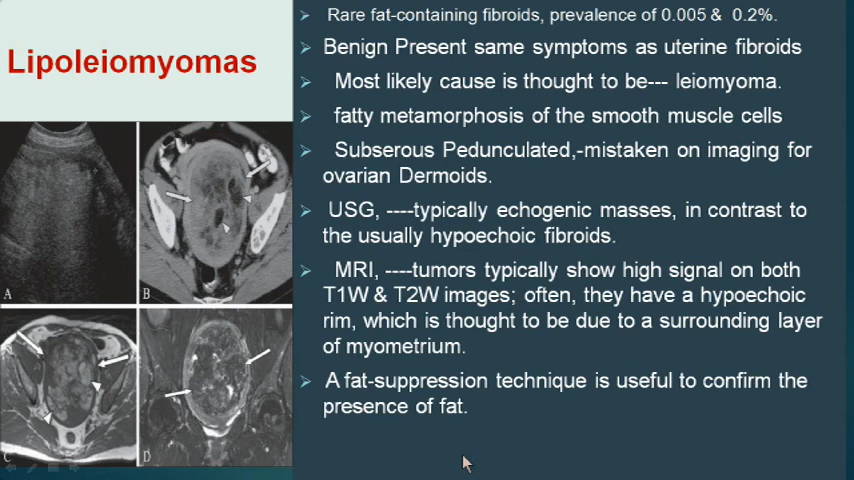 Lipoleiomyomas
Rare fat-containing fibroids, prevalence of 0.005 & 0.2%.
Benign Present same symptoms as uterine fibroids
Most likely cause is thought to be--- leiomyoma.
fatty metamorphosis of the smooth muscle cells
Subserous Pedunculated,-mistaken on imaging for
ovarian Dermoids.
USG, ----typically echogenic masses, in contrast to
the usually hypoechoic fibroids.
MRI, ----tumors typically show high signal on both
T1W & T2W images; often, they have a hypoechoic
rim, which is thought to be due to a surrounding layer
of myometrium.
A fat-suppression technique is useful to confirm the
presence of fat.
A
B
C
D